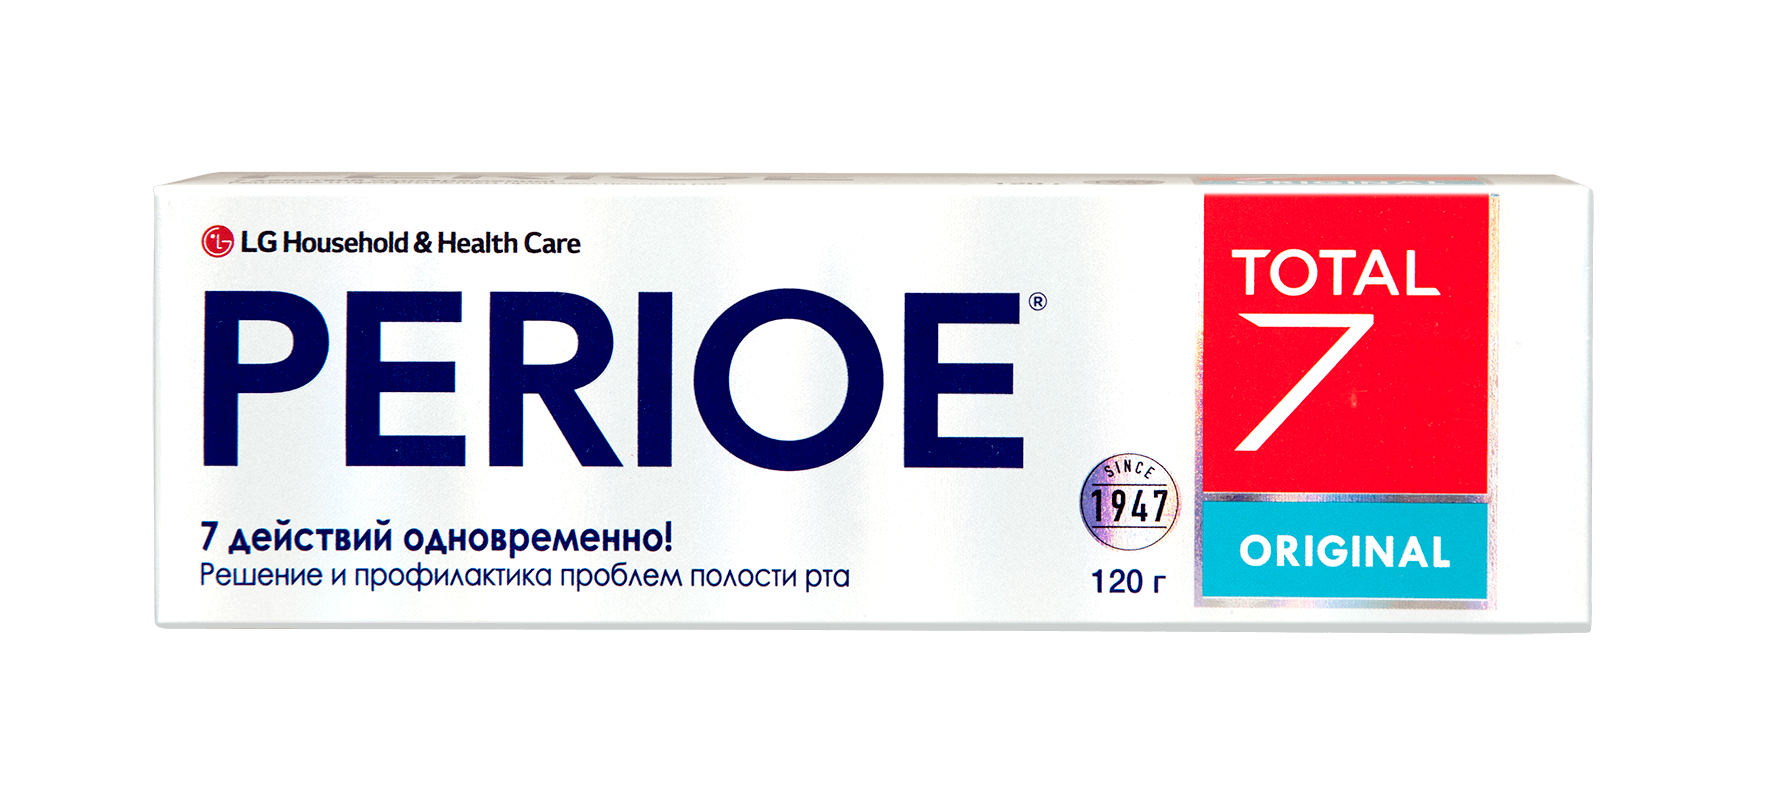 LG Household & Health Care
PERIOE®
7 действий одновременно!
Решение и профилактика проблем полости рта
SINCE
1947
120 г
TOTAL
7
ORIGINAL